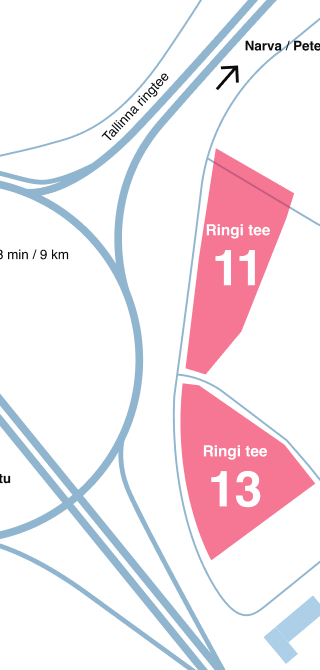 Narva / Pete
Tallinna ringtee
Ringi tee
11
3 min / 9 km
Ringi tee
13
tu